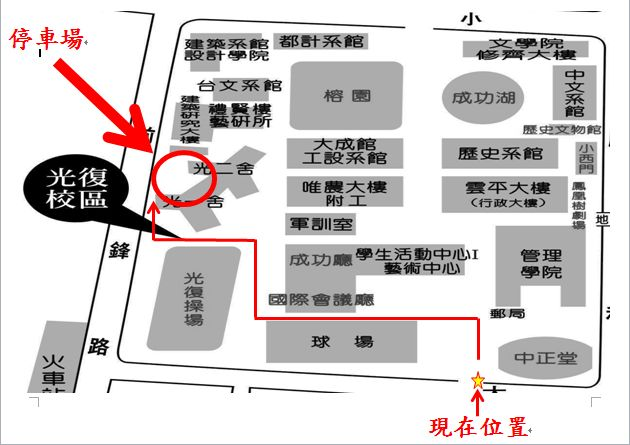 小
停車場
建築系館
設計學院
都計系館
文學院
修齊大樓
中文系館
台文系館
榕園
成功湖
建築研究大樓
禮賢樓
藝研所
歷史文物館
前
大成館
工設系館
歷史系館
小西門
光二舍
光復
校區
唯農大樓
附工
雲平大樓
(行政大樓)
鳳凰樹劇場
光一舍
軍訓室
地
鋒
成功廳
學生活動中心I
藝術中心
管理
學院
光復操場
國際會議廳
郵局
路
球場
中正堂
火車站
現在位置